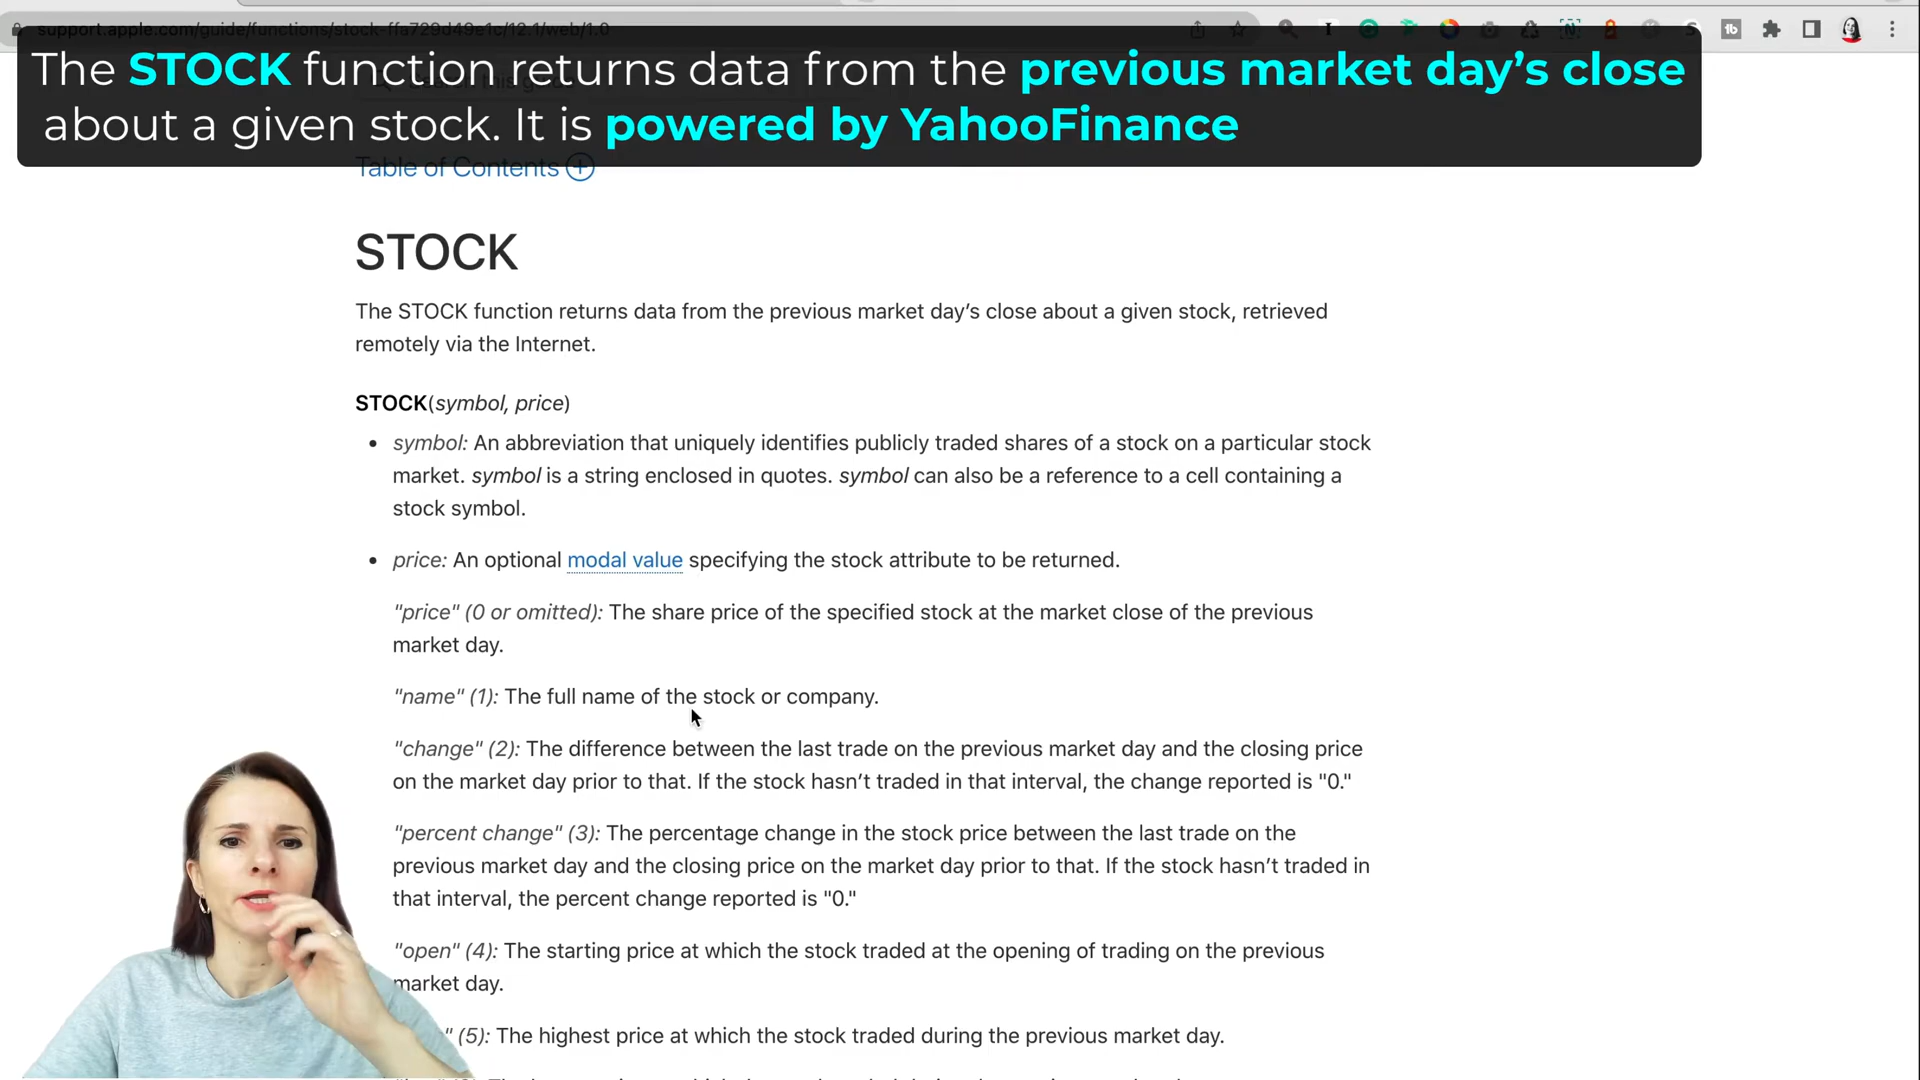 support.apple.com/guide/functions/stock-ffa729d49e1c/12.1/web/1.0
The STOCK function returns data from the previous market day’s close
about a given stock. It is powered by YahooFinance
Table of Contents
STOCK
The STOCK function returns data from the previous market day’s close about a given stock, retrieved
remotely via the Internet.
STOCK(symbol, price)
• symbol: An abbreviation that uniquely identifies publicly traded shares of a stock on a particular stock
market. symbol is a string enclosed in quotes. symbol can also be a reference to a cell containing a
stock symbol.
• price: An optional modal value specifying the stock attribute to be returned.
"price" (0 or omitted): The share price of the specified stock at the market close of the previous
market day.
"name" (1): The full name of the stock or company.
"change" (2): The difference between the last trade on the previous market day and the closing price
on the market day prior to that. If the stock hasn’t traded in that interval, the change reported is "0."
"percent change" (3): The percentage change in the stock price between the last trade on the
previous market day and the closing price on the market day prior to that. If the stock hasn’t traded in
that interval, the percent change reported is "0."
"open" (4): The starting price at which the stock traded at the opening of trading on the previous
market day.
" (5): The highest price at which the stock traded during the previous market day.